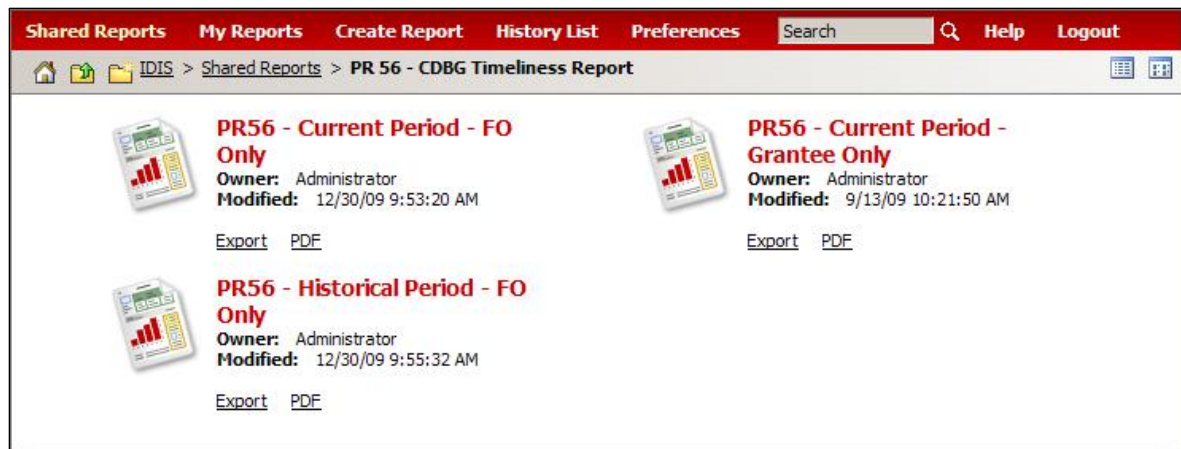 Shared Reports My Reports Create Report History List Preferences Search Help Logout
IDIS > Shared Reports > PR 56 - CDBG Timeliness Report
PR56 - Current Period - FO
Only
Owner: Administrator
Modified: 12/30/09 9:53:20 AM
Export PDF
PR56 - Current Period -
Grantee Only
Owner: Administrator
Modified: 9/13/09 10:21:50 AM
Export PDF
PR56 - Historical Period - FO
Only
Owner: Administrator
Modified: 12/30/09 9:55:32 AM
Export PDF